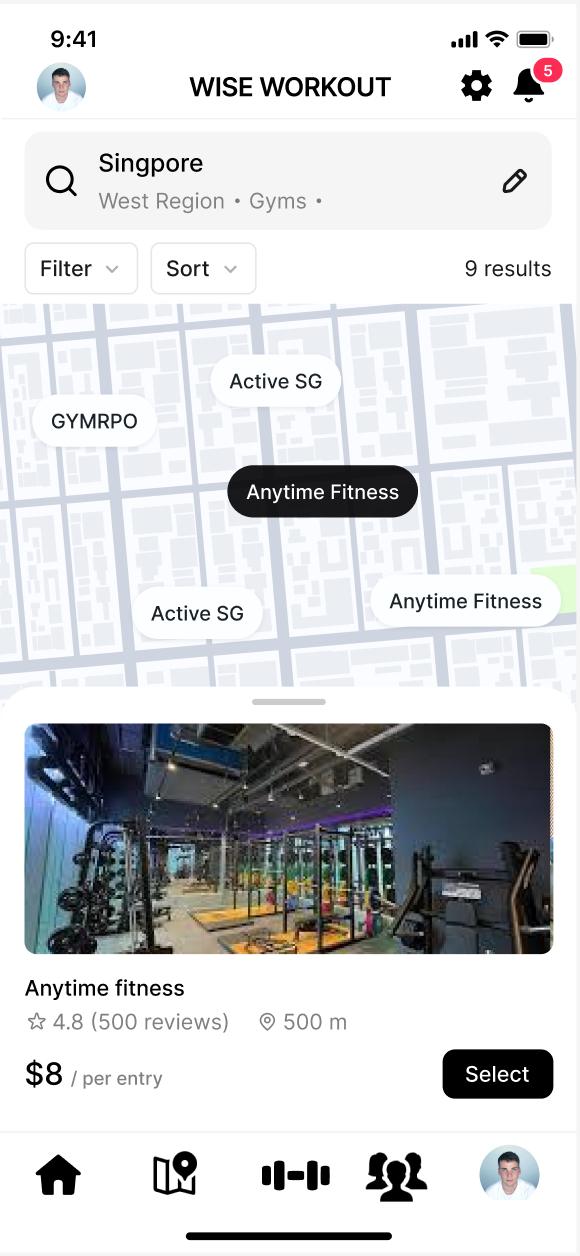 9:41
WISE WORKOUT
5
Singpore
West Region • Gyms •
Filter
Sort
9 results
Active SG
GYMRPO
Anytime Fitness
Anytime Fitness
Active SG
Anytime fitness
4.8 (500 reviews)
500 m
$8 / per entry
Select